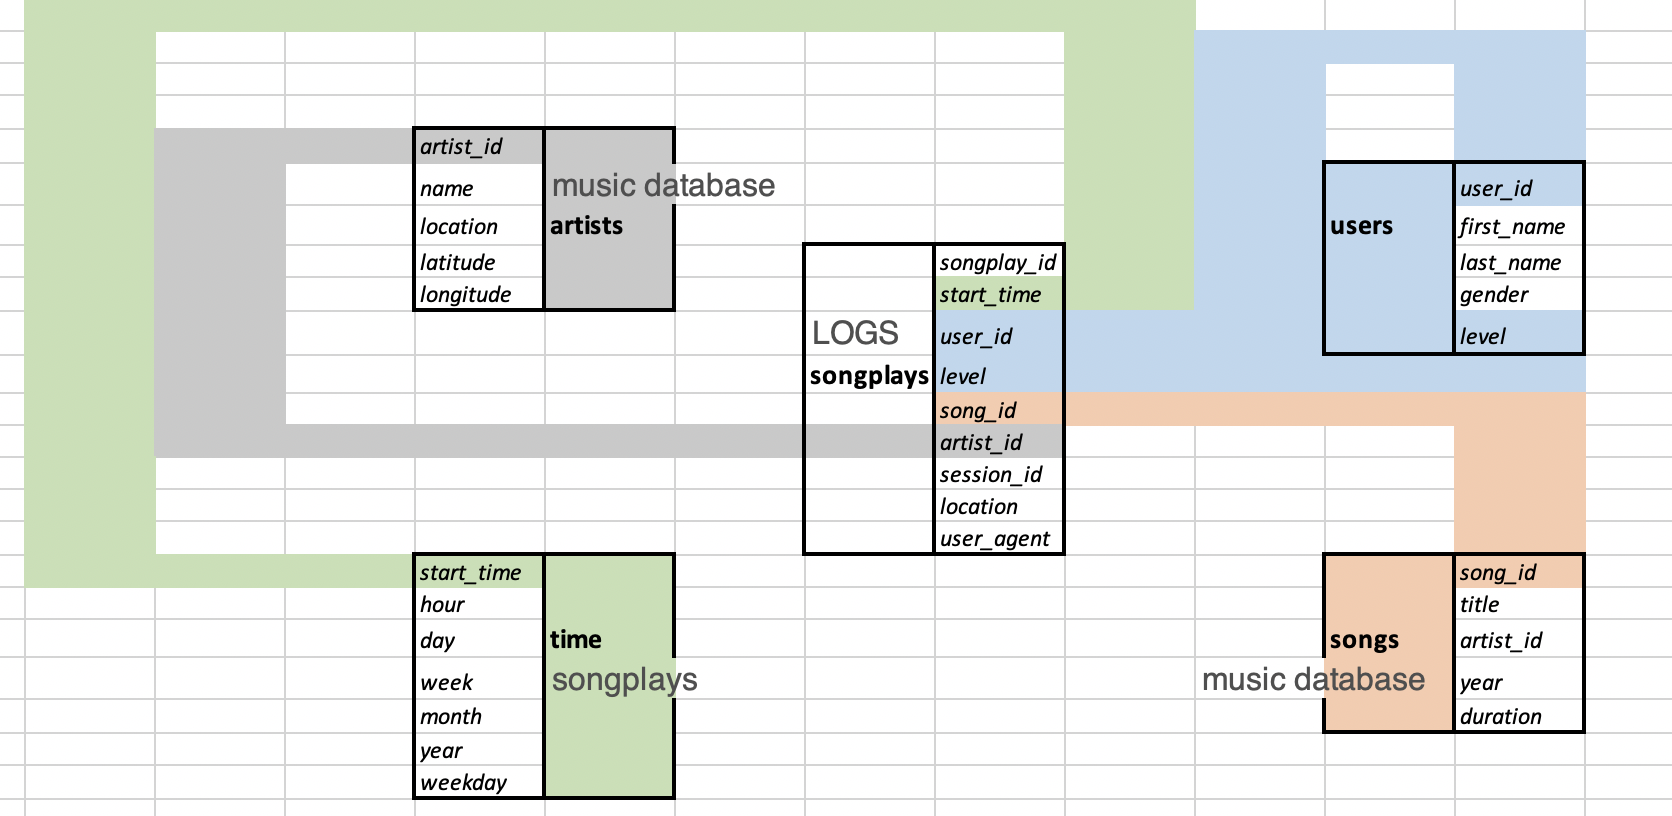 artist_id
name
location
latitude
longitude
music database
artists
songplay_id
start_time
user_id
level
song_id
artist_id
session_id
location
user_agent
LOGS
songplays
users
user_id
first_name
last_name
gender
level
start_time
hour
day
week
month
year
weekday
time
songplays
songs
music database
song_id
title
artist_id
year
duration